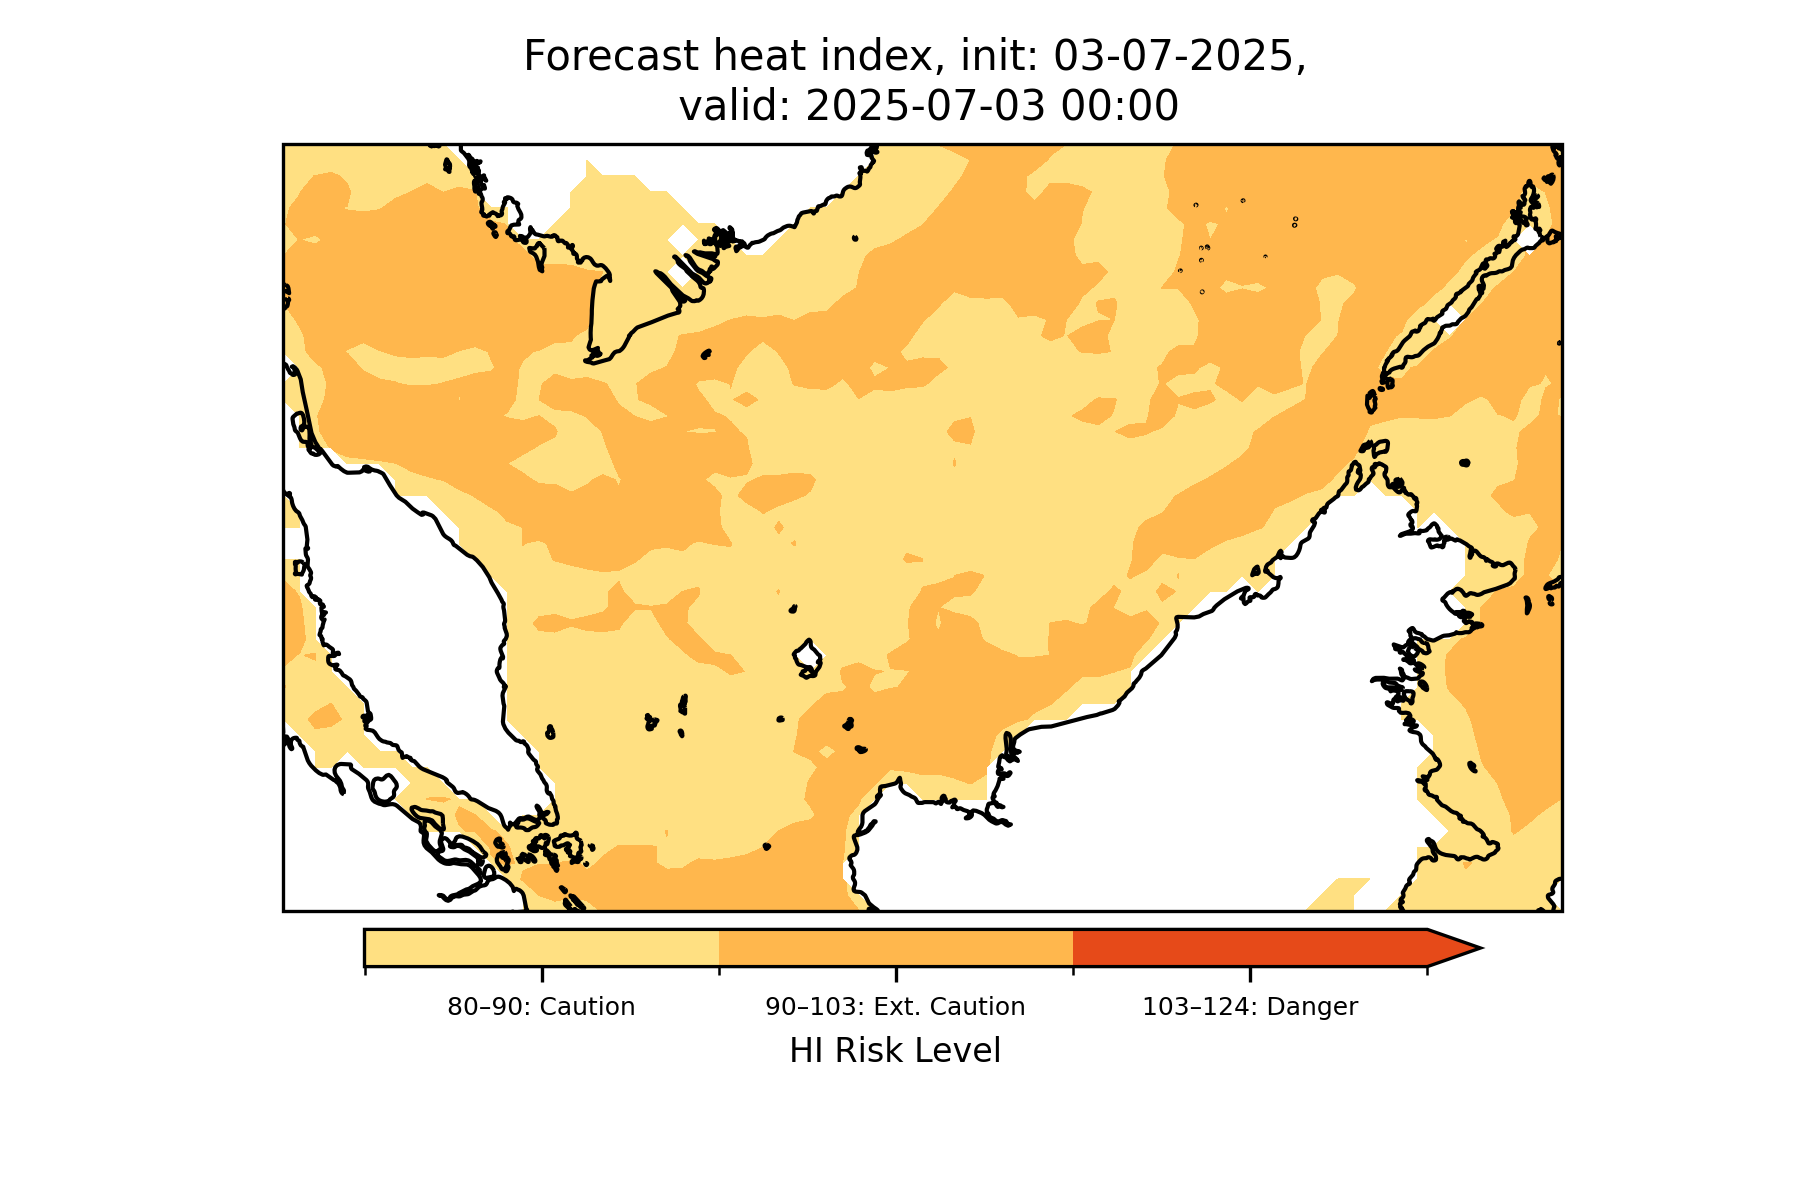 Forecast heat index, init: 03-07-2025,
valid: 2025-07-03 00:00
80–90: Caution
90–103: Ext. Caution
103–124: Danger
HI Risk Level